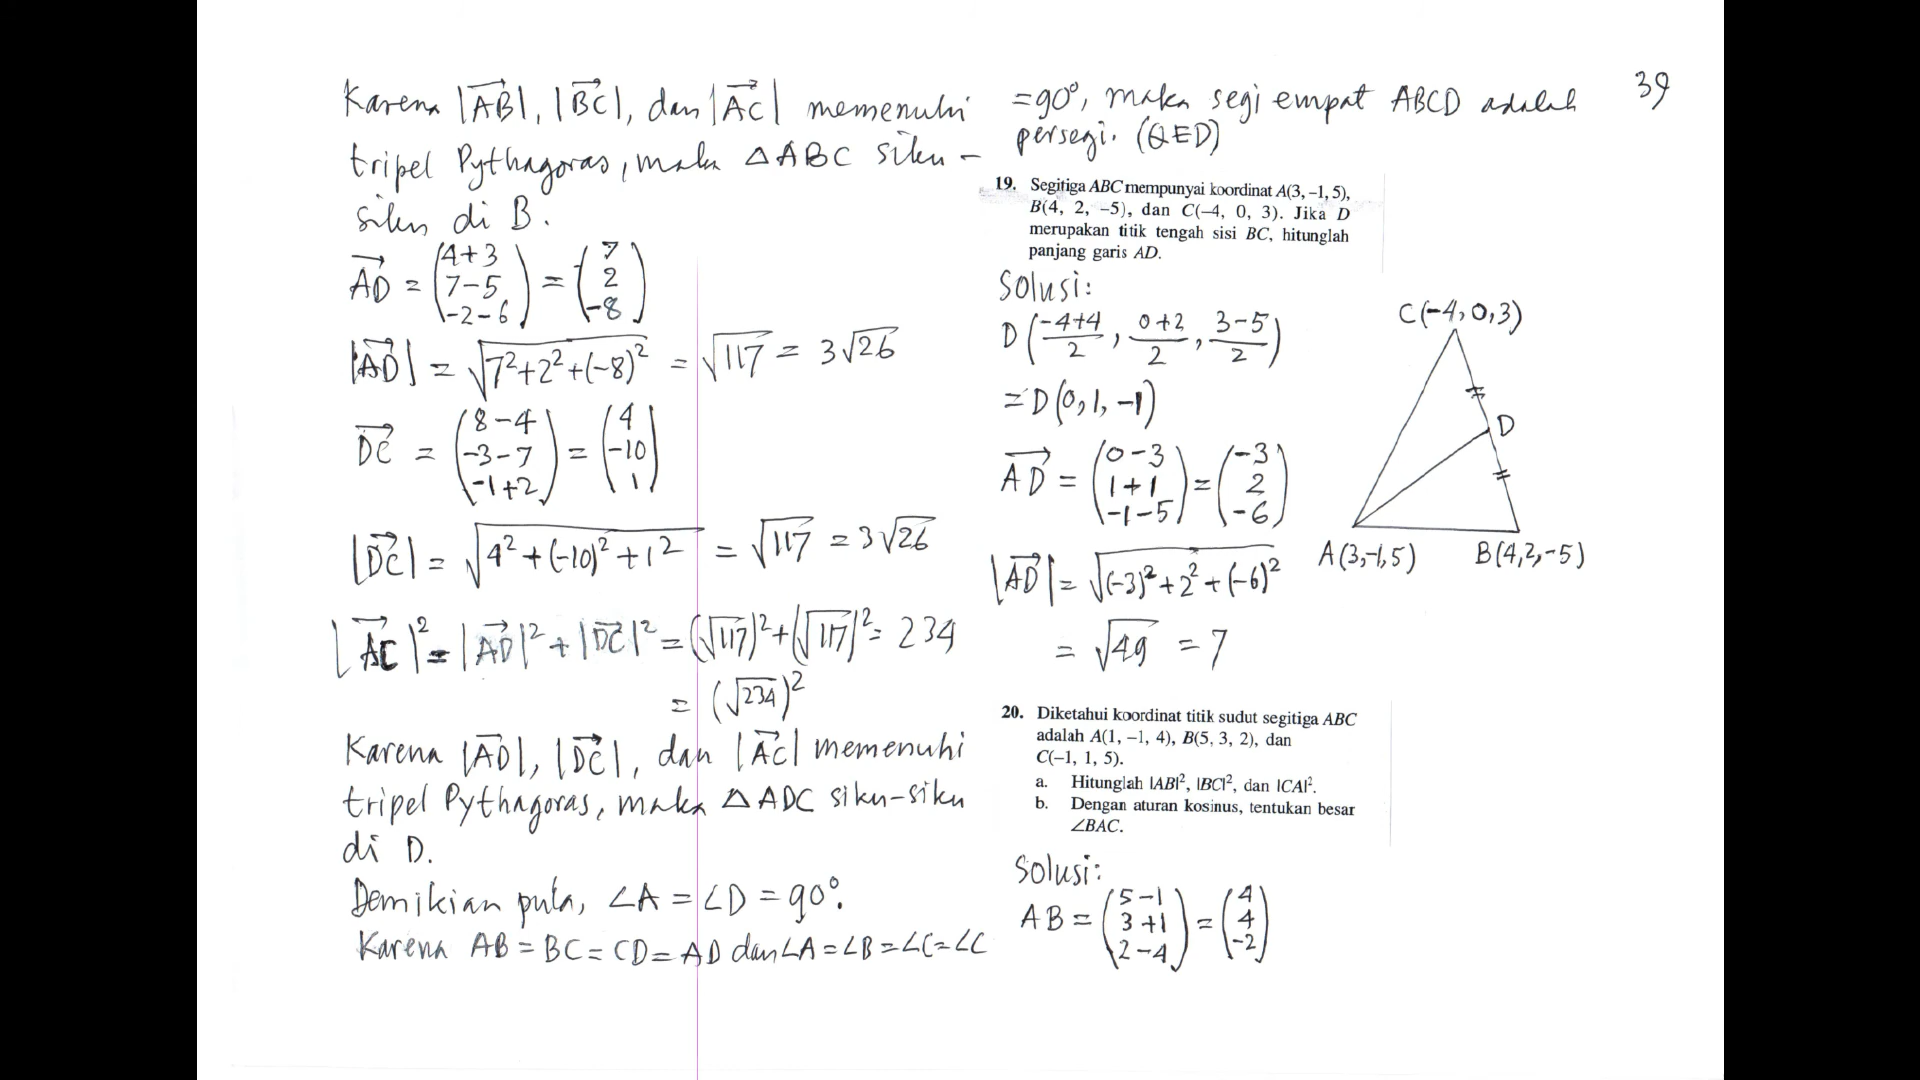 39
Karena |AB|, |BC|, dan |AC| memenuhi
tripel Pythagoras, maka △ABC siku-
siku di B.
AD = (4+3, 7−5, −2−6) = (7, 2, −8)
|AD| = √(7²+2²+(−8)²) = √117 = 3√26
DC = (8−4, −3−7, −1+2) = (4, −10, 1)
|DC| = √(4²+(−10)²+1²) = √117 = 3√26
|AC|² = |AD|² + |DC|² = (√117)²+(√117)² = 234
= (√234)²
Karena |AD|, |DC|, dan |AC| memenuhi
tripel Pythagoras, maka △ADC siku-siku
di D.
Demikian pula, ∠A = ∠D = 90°.
Karena AB = BC = CD = AD dan ∠A = ∠B = ∠C = ∠C
= 90°, maka segi empat ABCD adalah
persegi. (QED)
19. Segitiga ABC mempunyai koordinat A(3, −1, 5),
B(4, 2, −5), dan C(−4, 0, 3). Jika D
merupakan titik tengah sisi BC, hitunglah
panjang garis AD.
Solusi:
D((−4+4)/2, (0+2)/2, (3−5)/2)
= D(0, 1, −1)
AD = (0−3, 1+1, −1−5) = (−3, 2, −6)
|AD| = √((−3)²+2²+(−6)²)
= √49 = 7
C(−4,0,3)
D
A(3,−1,5)
B(4,2,−5)
20. Diketahui koordinat titik sudut segitiga ABC
adalah A(1, −1, 4), B(5, 3, 2), dan
C(−1, 1, 5).
a. Hitunglah |AB|², |BC|², dan |CA|².
b. Dengan aturan kosinus, tentukan besar
∠BAC.
Solusi:
AB = (5−1, 3+1, 2−4) = (4, 4, −2)